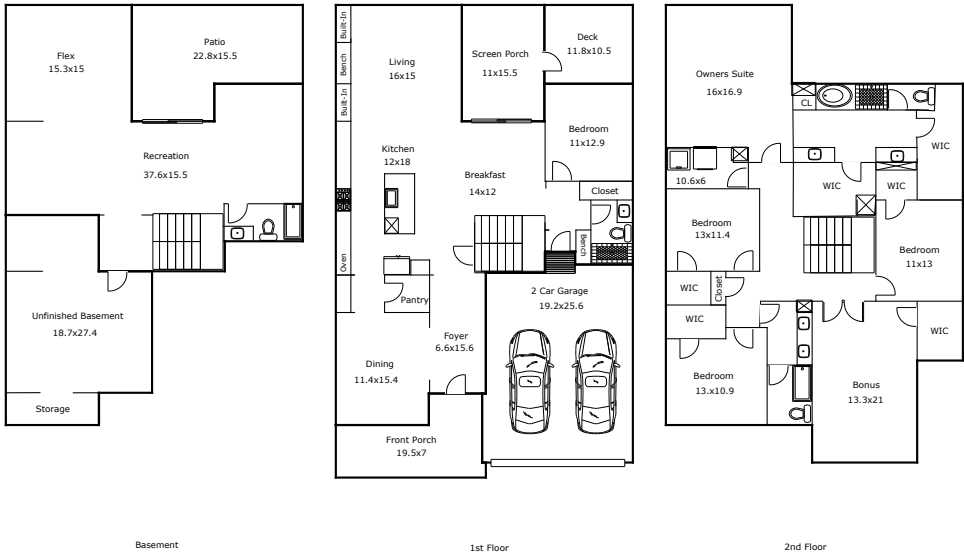 Flex
15.3x15
Patio
22.8x15.5
Recreation
37.6x15.5
Unfinished Basement
18.7x27.4
Storage
Basement
Built-In
Bench
Built-In
Living
16x15
Screen Porch
11x15.5
Deck
11.8x10.5
Kitchen
12x18
Breakfast
14x12
Bedroom
11x12.9
Closet
Bench
Oven
Pantry
2 Car Garage
19.2x25.6
Foyer
6.6x15.6
Dining
11.4x15.4
Front Porch
19.5x7
1st Floor
Owners Suite
16x16.9
CL
WIC
10.6x6
WIC
WIC
Bedroom
13x11.4
Bedroom
11x13
WIC
Closet
WIC
WIC
Bedroom
13.x10.9
Bonus
13.3x21
2nd Floor